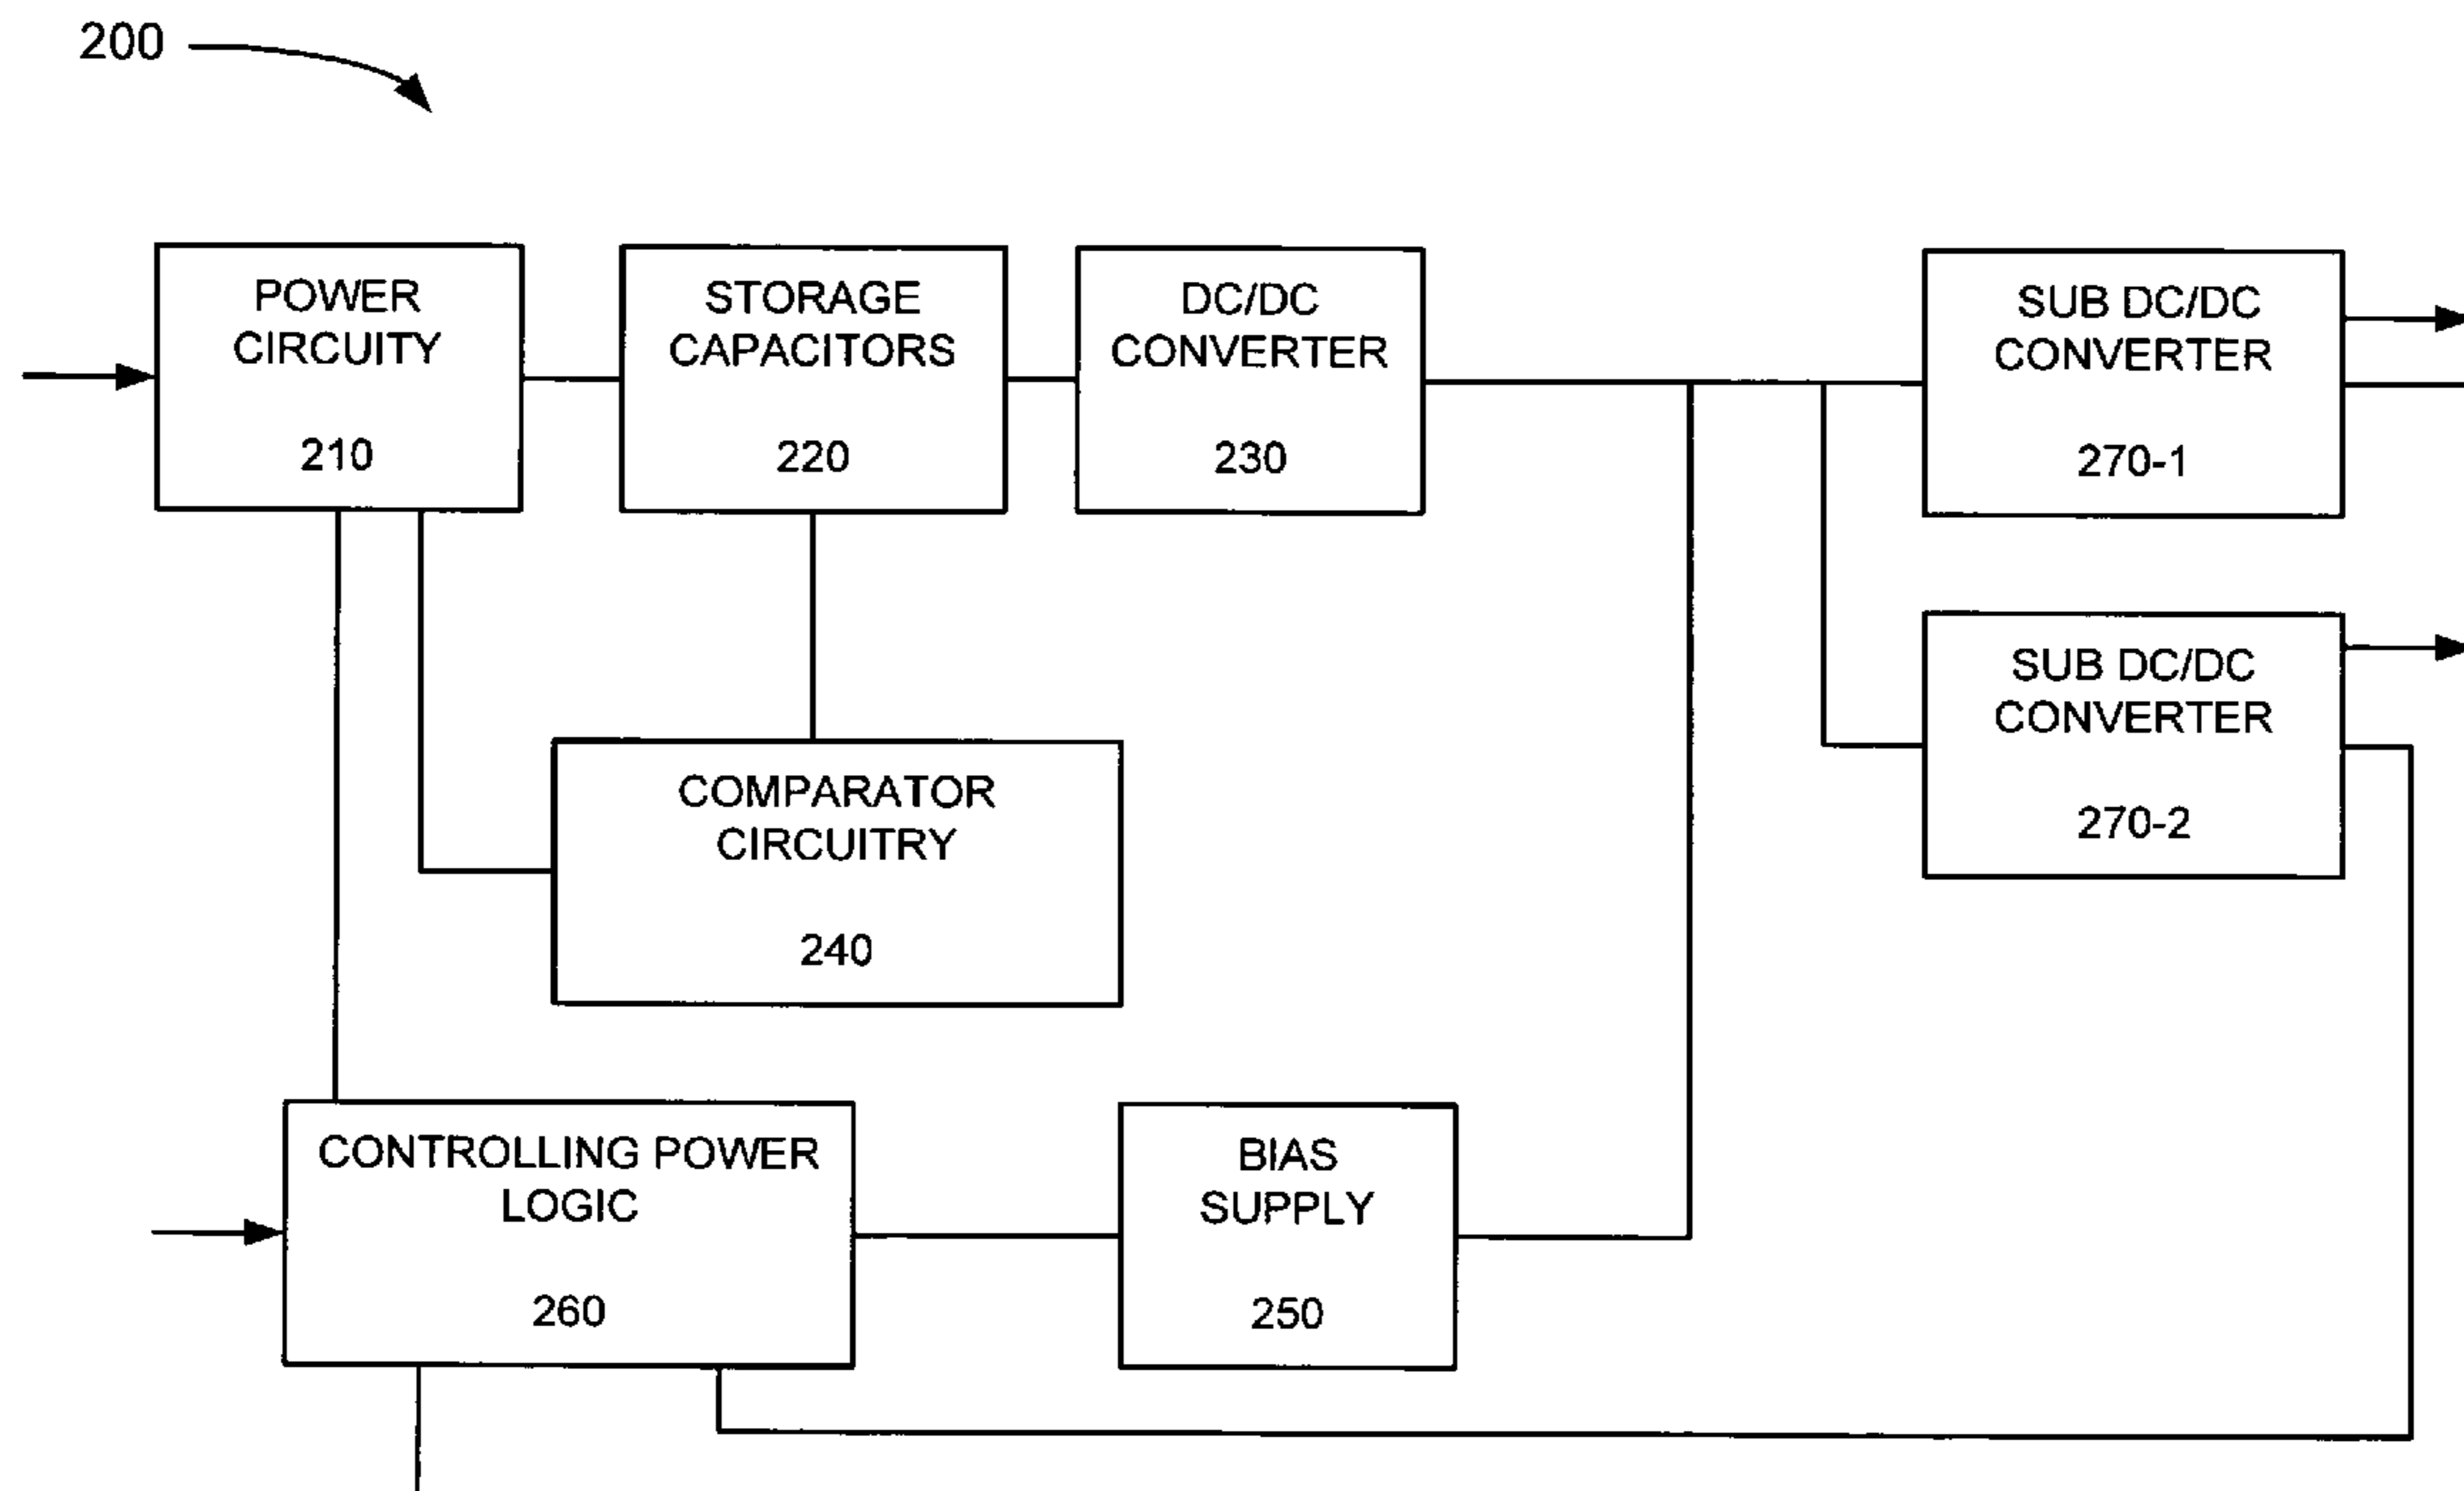 200
POWER
CIRCUITY
210
STORAGE
CAPACITORS
220
DC/DC
CONVERTER
230
SUB DC/DC
CONVERTER
270-1
SUB DC/DC
CONVERTER
270-2
COMPARATOR
CIRCUITRY
240
CONTROLLING POWER
LOGIC
260
BIAS
SUPPLY
250